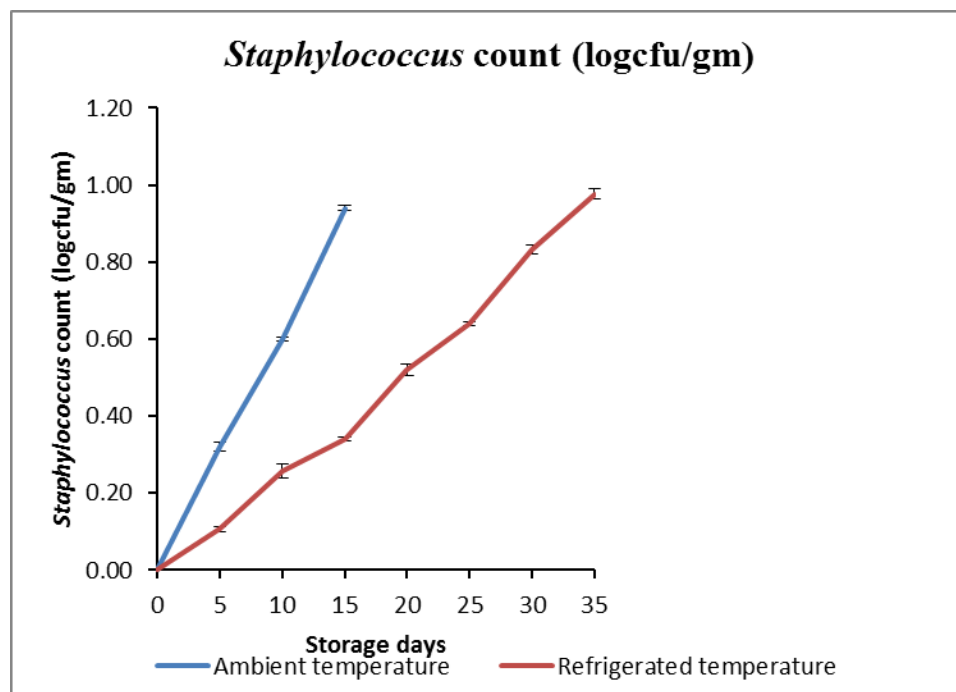 Staphylococcus count (logcfu/gm)
Staphylococcus count (logcfu/gm)
1.20
1.00
0.80
0.60
0.40
0.20
0.00
0 5 10 15 20 25 30 35
Storage days
Ambient temperature Refrigerated temperature